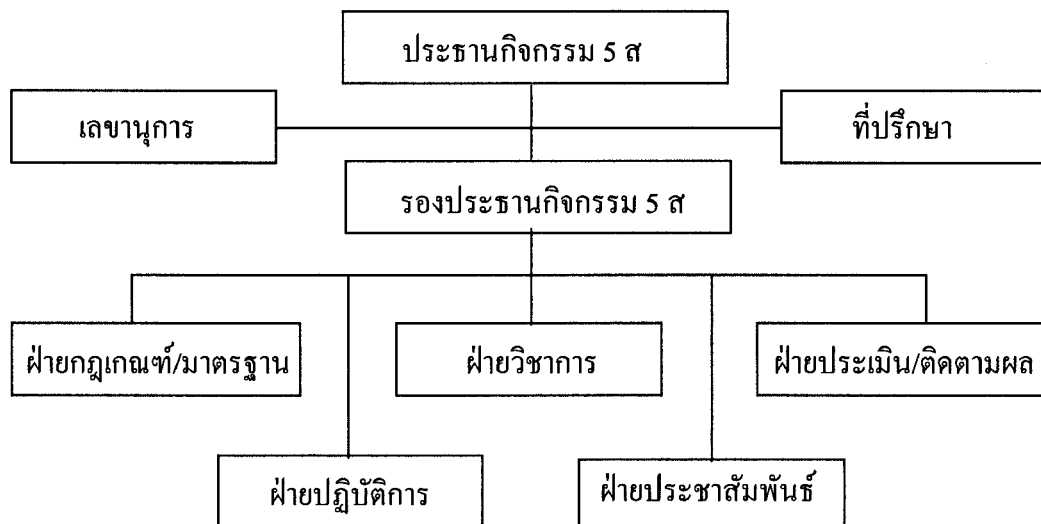 ประธานกิจกรรม 5 ส
เลขานุการ
ที่ปรึกษา
รองประธานกิจกรรม 5 ส
ฝ่ายกฎเกณฑ์/มาตรฐาน
ฝ่ายวิชาการ
ฝ่ายประเมิน/ติดตามผล
ฝ่ายปฏิบัติการ
ฝ่ายประชาสัมพันธ์